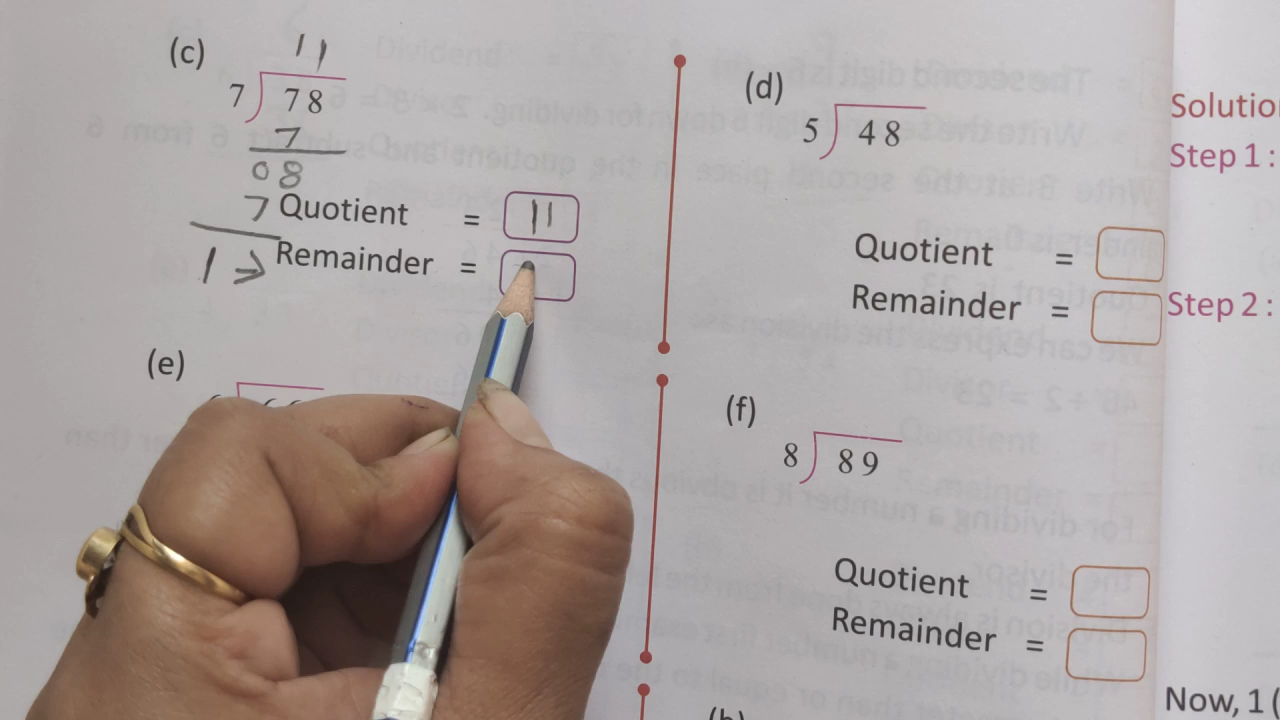 (c)
11
7 78
7
08
7
Quotient = 11
1 → Remainder =
(d)
5 48
Quotient =
Remainder =
(e)
(f)
8 89
Quotient =
Remainder =
Step 1 :
Step 2 :
Now, 1 (